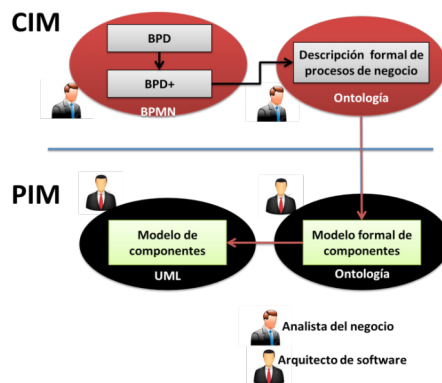 CIM
BPD
BPD+
BPMN
Descripción formal de
procesos de negocio
Ontología
PIM
Modelo de
componentes
UML
Modelo formal de
componentes
Ontología
Analista del negocio
Arquitecto de software